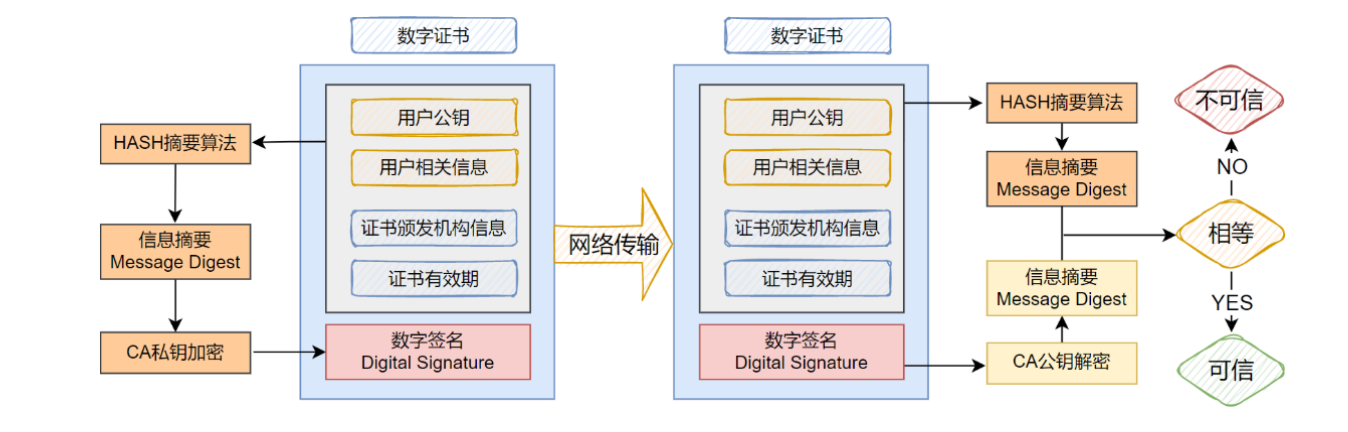 数字证书
用户公钥
用户相关信息
证书颁发机构信息
证书有效期
数字签名
Digital Signature
HASH摘要算法
信息摘要
Message Digest
CA私钥加密
网络传输
数字证书
用户公钥
用户相关信息
证书颁发机构信息
证书有效期
数字签名
Digital Signature
HASH摘要算法
信息摘要
Message Digest
信息摘要
Message Digest
CA公钥解密
不可信
NO
相等
YES
可信